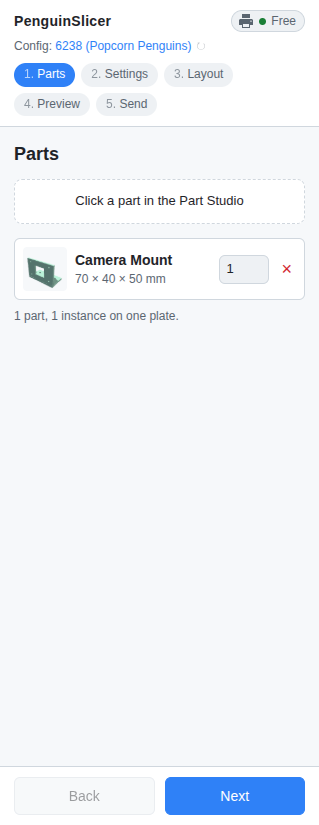 PenguinSlicer
Free
Config: 6238 (Popcorn Penguins)
1. Parts
2. Settings
3. Layout
4. Preview
5. Send
Parts
Click a part in the Part Studio
Camera Mount
70 × 40 × 50 mm
1
×
1 part, 1 instance on one plate.
Back
Next